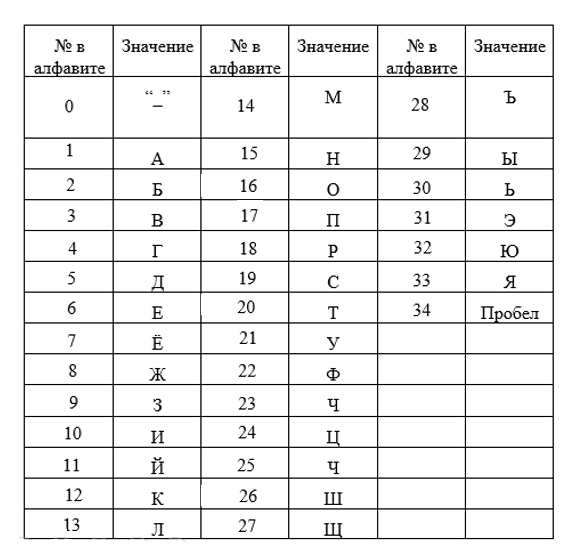 № в алфавите Значение № в алфавите Значение № в алфавите Значение
0 “_” 14 М 28 Ъ
1 А 15 Н 29 Ы
2 Б 16 О 30 Ь
3 В 17 П 31 Э
4 Г 18 Р 32 Ю
5 Д 19 С 33 Я
6 Е 20 Т 34 Пробел
7 Ё 21 У
8 Ж 22 Ф
9 З 23 Ч
10 И 24 Ц
11 Й 25 Ч
12 К 26 Ш
13 Л 27 Щ